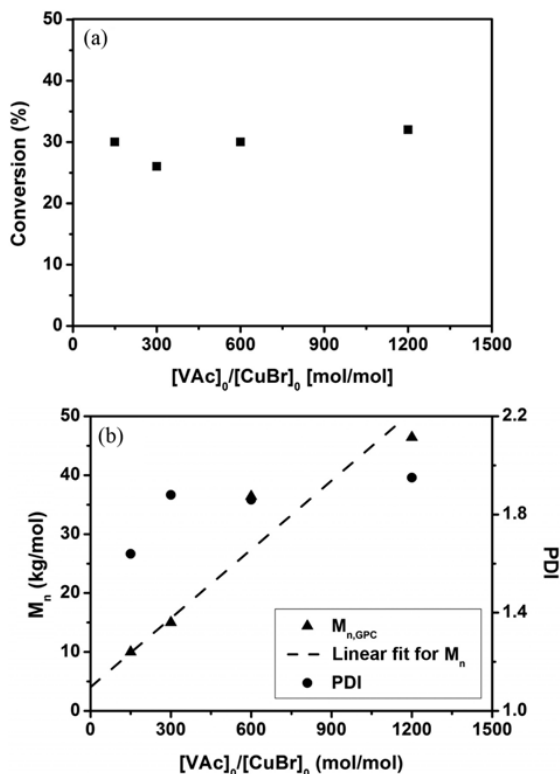 (a)
50
40
30
20
10
0
Conversion (%)
0 300 600 900 1200 1500
[VAc]₀/[CuBr]₀ [mol/mol]
(b)
50
40
30
20
10
0
Mₙ (kg/mol)
2.2
1.8
1.4
1.0
PDI
Mₙ,GPC
Linear fit for Mₙ
PDI
0 300 600 900 1200 1500
[VAc]₀/[CuBr]₀ (mol/mol)